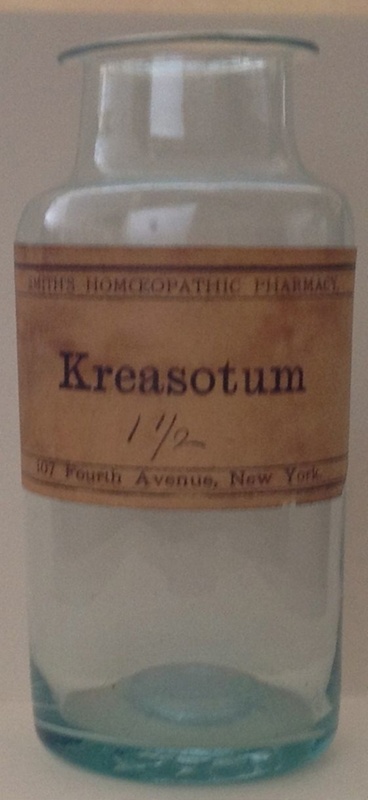 SMITH'S HOMŒOPATHIC PHARMACY,
Kreasotum
1 1/2
107 Fourth Avenue, New York.